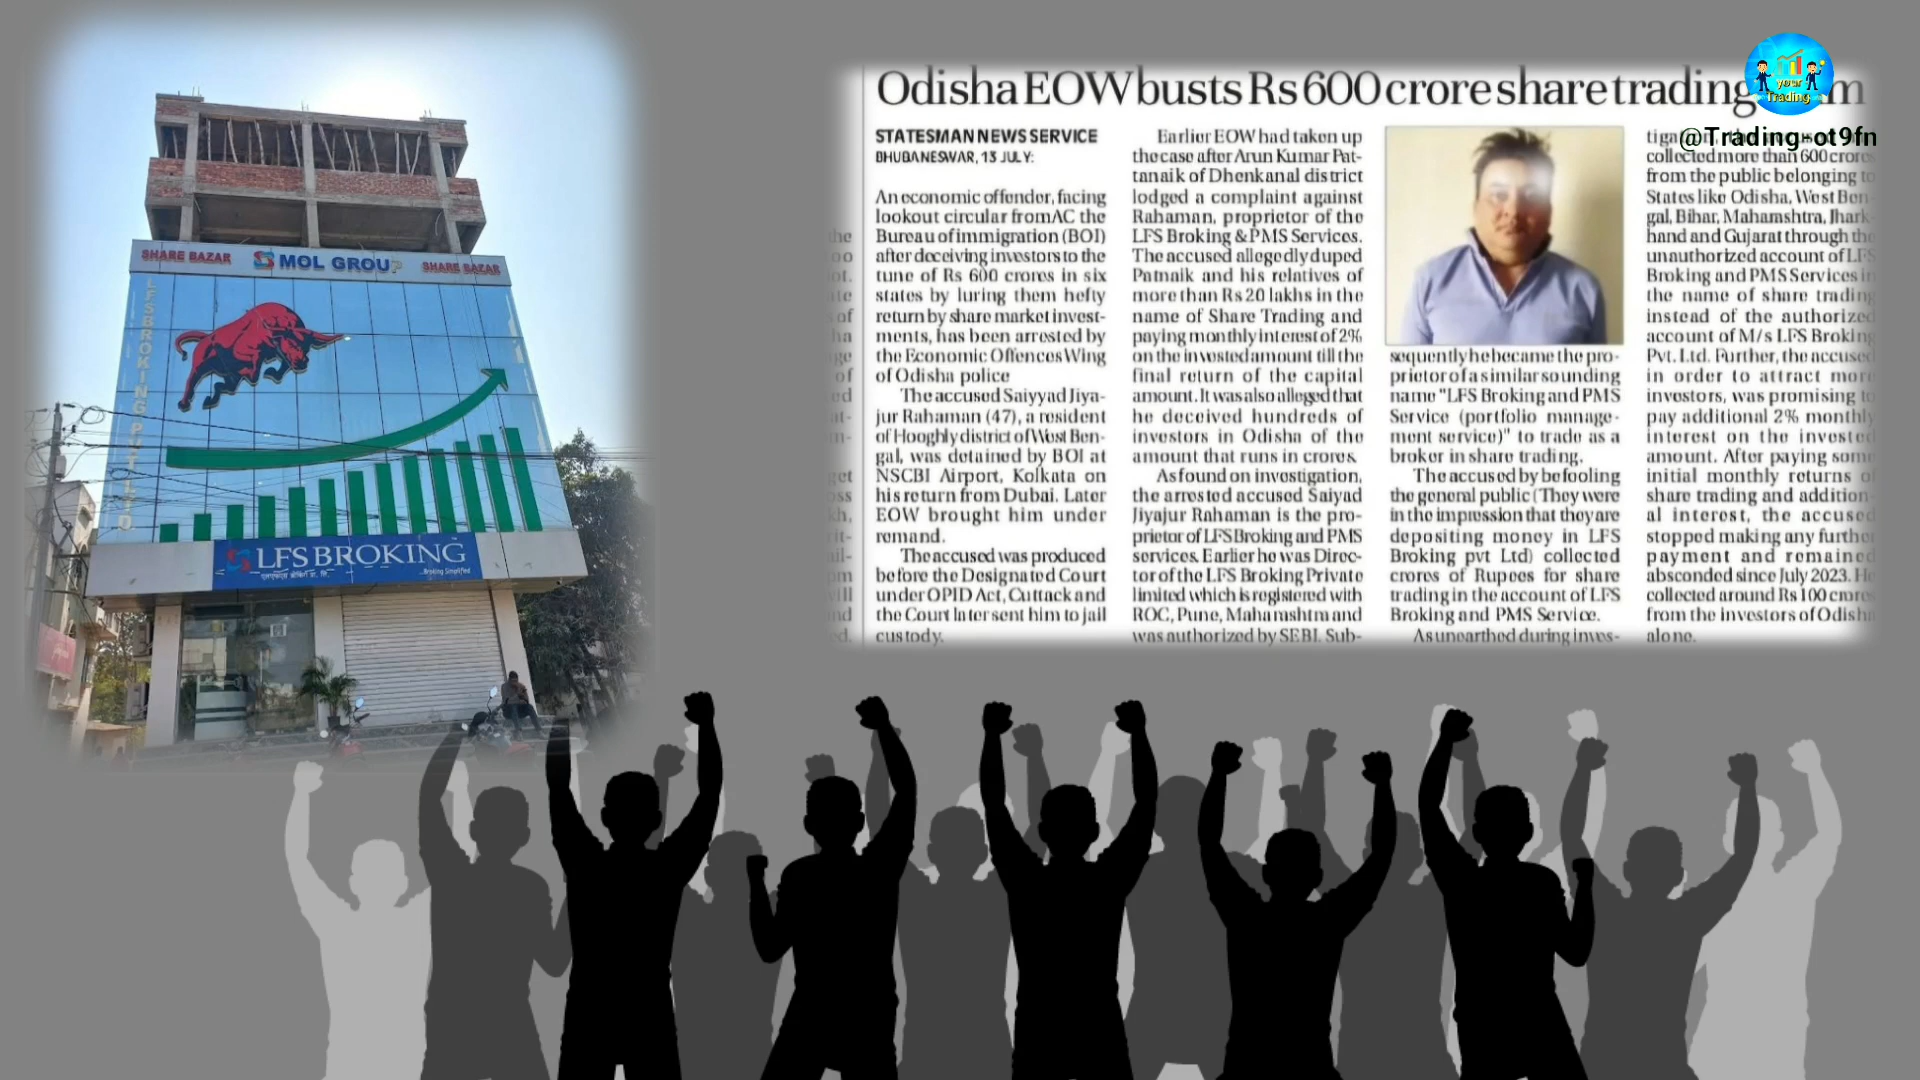 SHARE BAZAR
MOL GROUP
SHARE BAZAR
LFS BROKING PVT LTD
LFS BROKING
एलएफएस ब्रोकिंग प्रा. लि.
...Broking Simplified
Odisha EOW busts Rs 600 crore share trading
your
Trading
@Trading-ot9fn
STATESMAN NEWS SERVICE
BHUBANESWAR, 13 JULY:
An economic offender, facing
lookout circular fromAC the
Bureau of immigration (BOI)
after deceiving investors to the
tune of Rs 600 crores in six
states by luring them hefty
return by share market invest-
ments, has been arrested by
the Economic Offences Wing
of Odisha police
The accused Saiyyad Jiya-
jur Rahaman (47), a resident
of Hooghly district of West Ben-
gal, was detained by BOI at
NSCBI Airport, Kolkata on
his return from Dubai. Later
EOW brought him under
remand.
The accused was produced
before the Designated Court
under OPID Act, Cuttack and
the Court later sent him to jail
custody.
Earlier EOW had taken up
the case after Arun Kumar Pat-
tanaik of Dhenkanal district
lodged a complaint against
Rahaman, proprietor of the
LFS Broking & PMS Services.
The accused allegedly duped
Patnaik and his relatives of
more than Rs 20 lakhs in the
name of Share Trading and
paying monthly interest of 2%
on the invested amount till the
final return of the capital
amount. It was also alleged that
he deceived hundreds of
investors in Odisha of the
amount that runs in crores.
As found on investigation,
the arrested accused Saiyad
Jiyajur Rahaman is the pro-
prietor of LFS Broking and PMS
services. Earlier he was Direc-
tor of the LFS Broking Private
limited which is registered with
ROC, Pune, Maharashtra and
was authorized by SEBI. Sub-
sequently he became the pro-
prietor of a similar sounding
name "LFS Broking and PMS
Service (portfolio manage-
ment service)" to trade as a
broker in share trading.
The accused by befooling
the general public (They were
in the impression that they are
depositing money in LFS
Broking pvt Ltd) collected
crores of Rupees for share
trading in the account of LFS
Broking and PMS Service.
As unearthed during inves-
collected more than 600 crores
from the public belonging to
States like Odisha, West Ben-
gal, Bihar, Maharashtra, Jhark-
hand and Gujarat through the
unauthorized account of LFS
Broking and PMS Services in
the name of share trading
instead of the authorized
account of M/s LFS Broking
Pvt. Ltd. Further, the accused
in order to attract more
investors, was promising to
pay additional 2% monthly
interest on the invested
amount. After paying some
initial monthly returns of
share trading and addition-
al interest, the accused
stopped making any further
payment and remained
absconded since July 2023. He
collected around Rs 100 crores
from the investors of Odisha
alone.